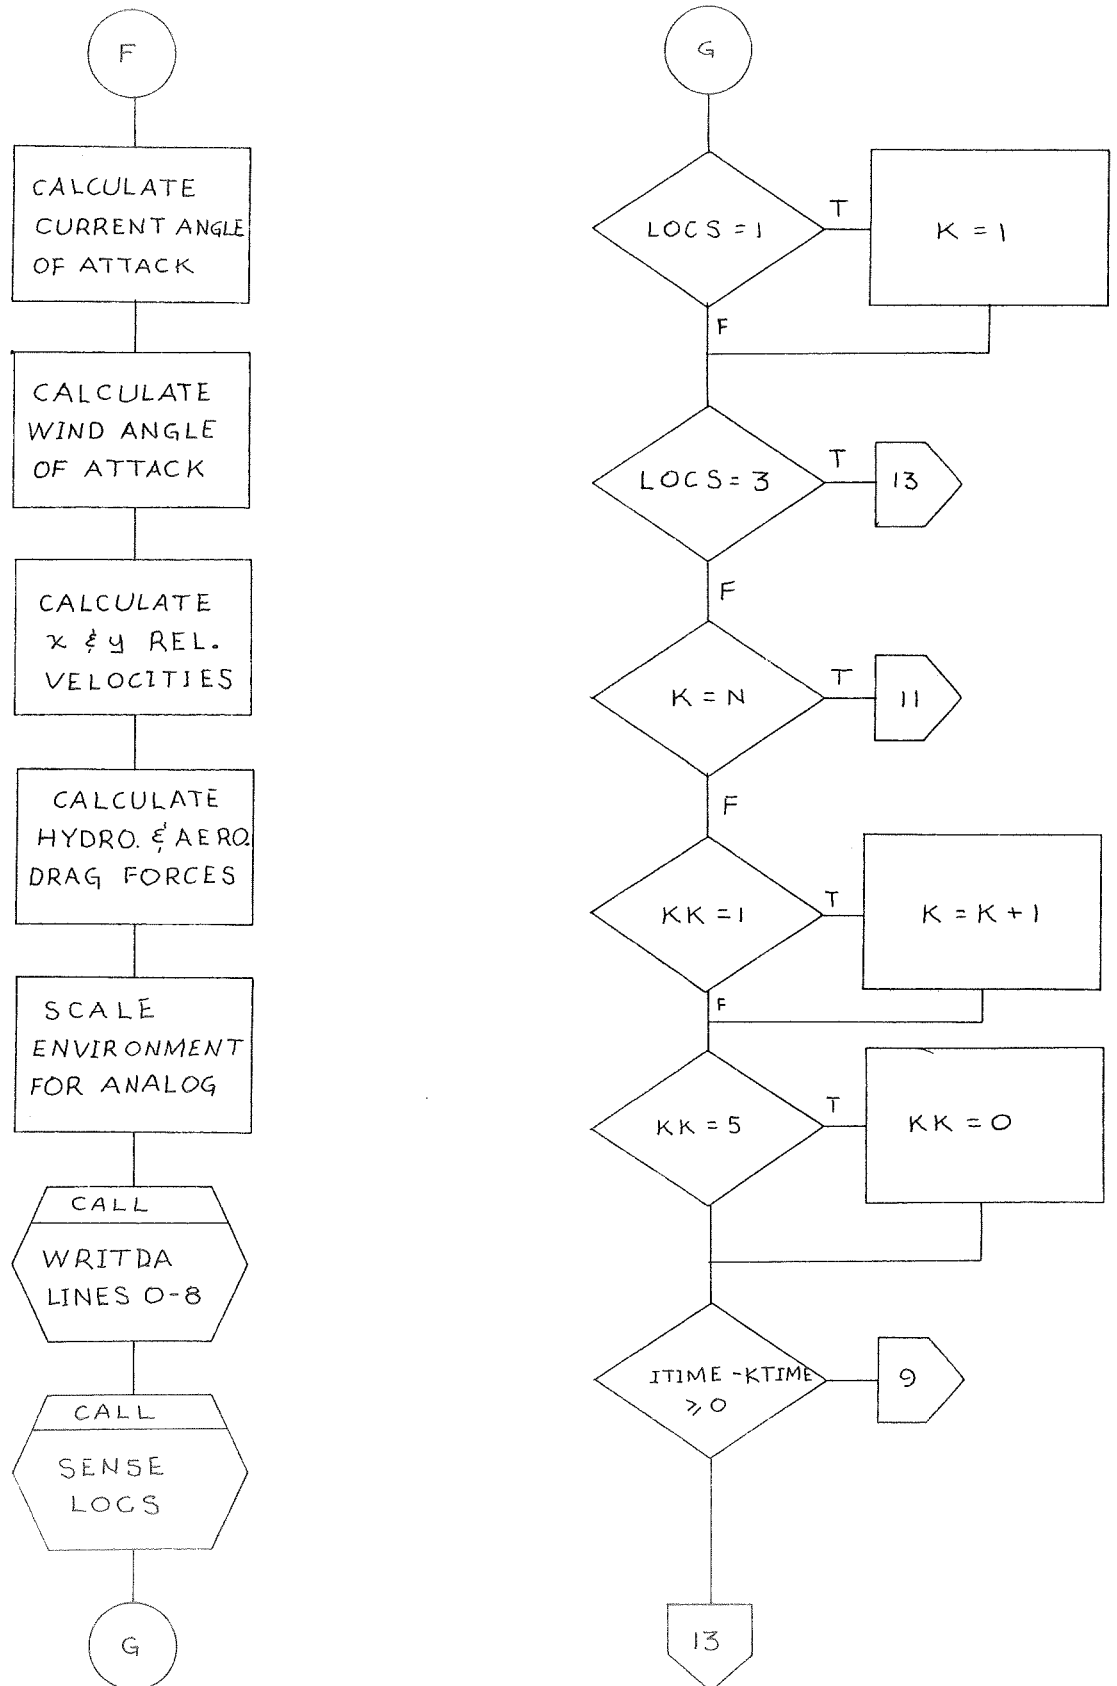 F
CALCULATE
CURRENT ANGLE
OF ATTACK
CALCULATE
WIND ANGLE
OF ATTACK
CALCULATE
x & y REL.
VELOCITIES
CALCULATE
HYDRO. & AERO.
DRAG FORCES
SCALE
ENVIRONMENT
FOR ANALOG
CALL
WRITDA
LINES 0-8
CALL
SENSE
LOCS
G
G
LOCS = 1
T
K = 1
F
LOCS = 3
T
13
F
K = N
T
11
F
KK = 1
T
K = K + 1
F
KK = 5
T
KK = 0
ITIME - KTIME
≥ 0
9
13